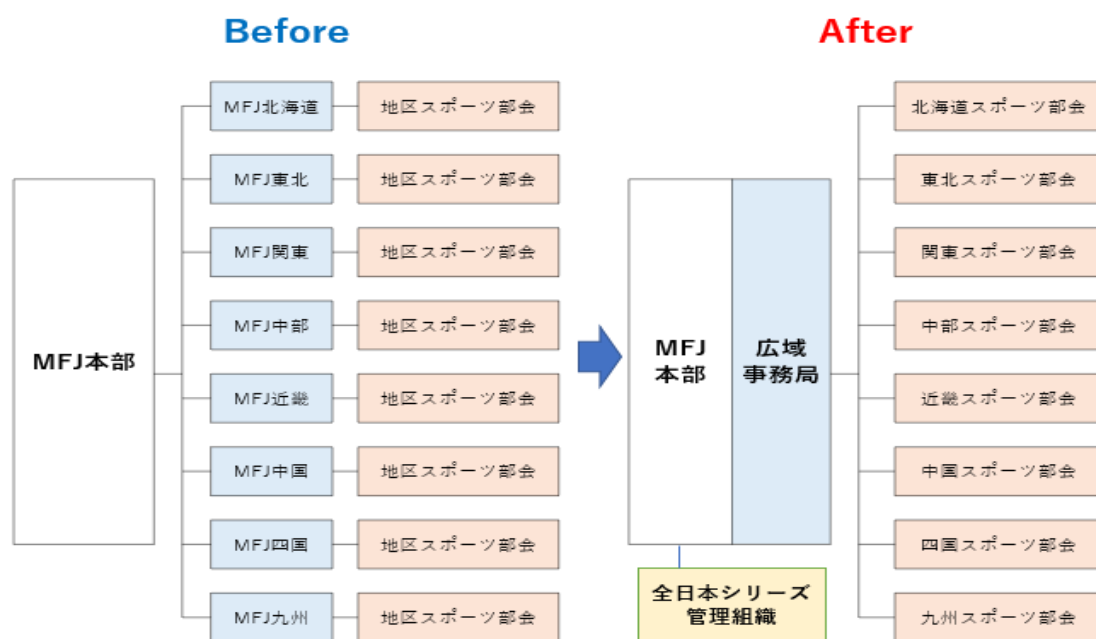 Before
After
MFJ北海道
地区スポーツ部会
北海道スポーツ部会
MFJ東北
地区スポーツ部会
東北スポーツ部会
MFJ関東
地区スポーツ部会
関東スポーツ部会
MFJ中部
地区スポーツ部会
中部スポーツ部会
MFJ本部
MFJ
本部
広域
事務局
MFJ近畿
地区スポーツ部会
近畿スポーツ部会
MFJ中国
地区スポーツ部会
中国スポーツ部会
MFJ四国
地区スポーツ部会
四国スポーツ部会
全日本シリーズ
管理組織
MFJ九州
地区スポーツ部会
九州スポーツ部会